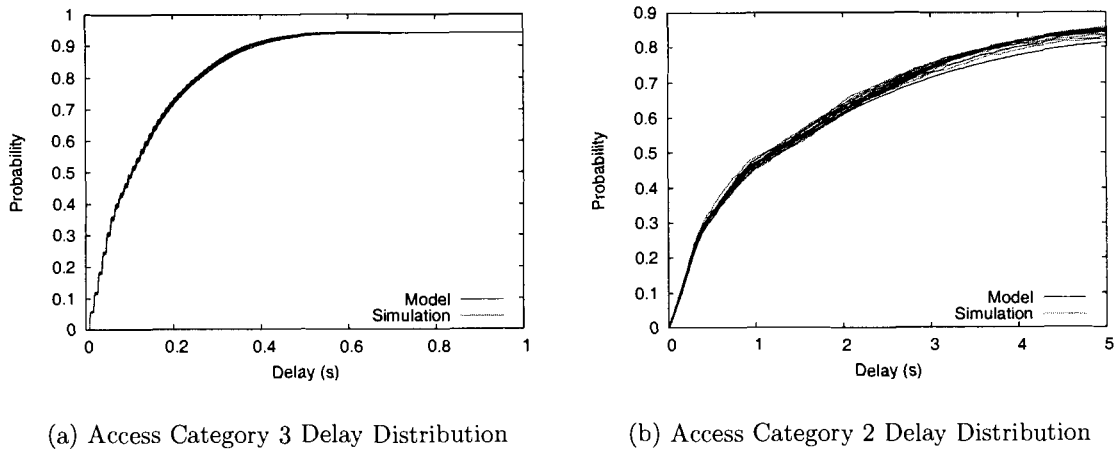 1
0.9
0.8
0.7
0.6
0.5
0.4
0.3
0.2
0.1
0
Probability
0 0.2 0.4 0.6 0.8 1
Delay (s)
Model
Simulation
(a) Access Category 3 Delay Distribution
0.9
0.8
0.7
0.6
0.5
0.4
0.3
0.2
0.1
0
Probability
0 1 2 3 4 5
Delay (s)
Model
Simulation
(b) Access Category 2 Delay Distribution